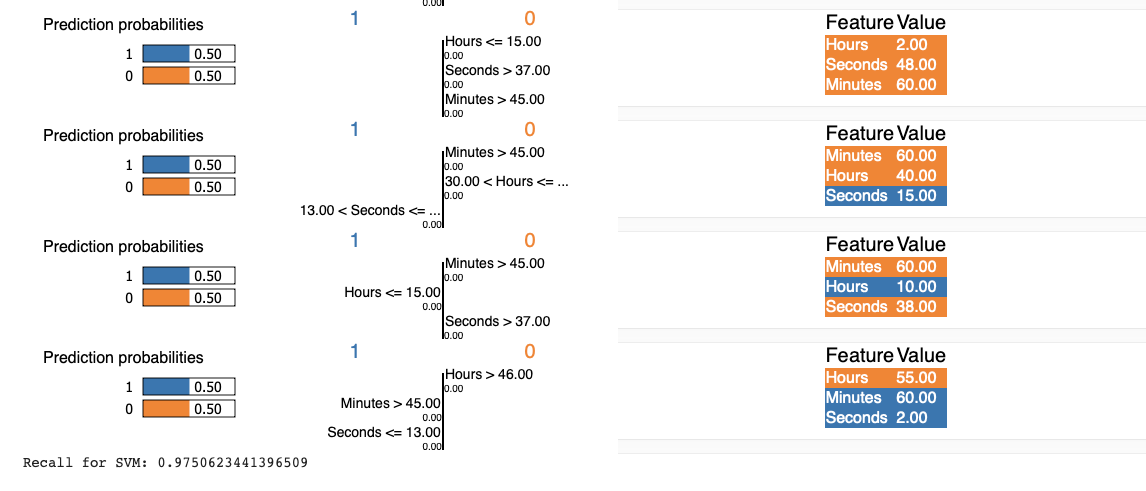 0.00
Prediction probabilities 1 0 Feature Value
1 0.50 Hours <= 15.00 Hours 2.00
0.00
0 0.50 Seconds > 37.00 Seconds 48.00
0.00
Minutes > 45.00 Minutes 60.00
0.00
Prediction probabilities 1 0 Feature Value
1 0.50 Minutes > 45.00 Minutes 60.00
0.00
0 0.50 30.00 < Hours <= ... Hours 40.00
0.00
13.00 < Seconds <= ... Seconds 15.00
0.00
Prediction probabilities 1 0 Feature Value
1 0.50 Minutes > 45.00 Minutes 60.00
0.00
0 0.50 Hours <= 15.00 Hours 10.00
0.00
Seconds > 37.00 Seconds 38.00
0.00
Prediction probabilities 1 0 Feature Value
1 0.50 Hours > 46.00 Hours 55.00
0.00
0 0.50 Minutes > 45.00 Minutes 60.00
0.00
Seconds <= 13.00 Seconds 2.00
0.00
Recall for SVM: 0.9750623441396509